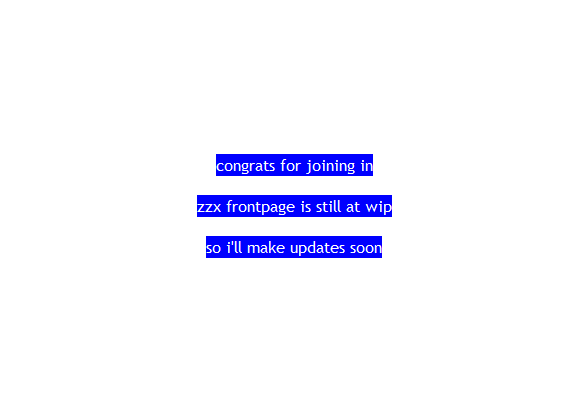 congrats for joining in
zzx frontpage is still at wip
so i'll make updates soon